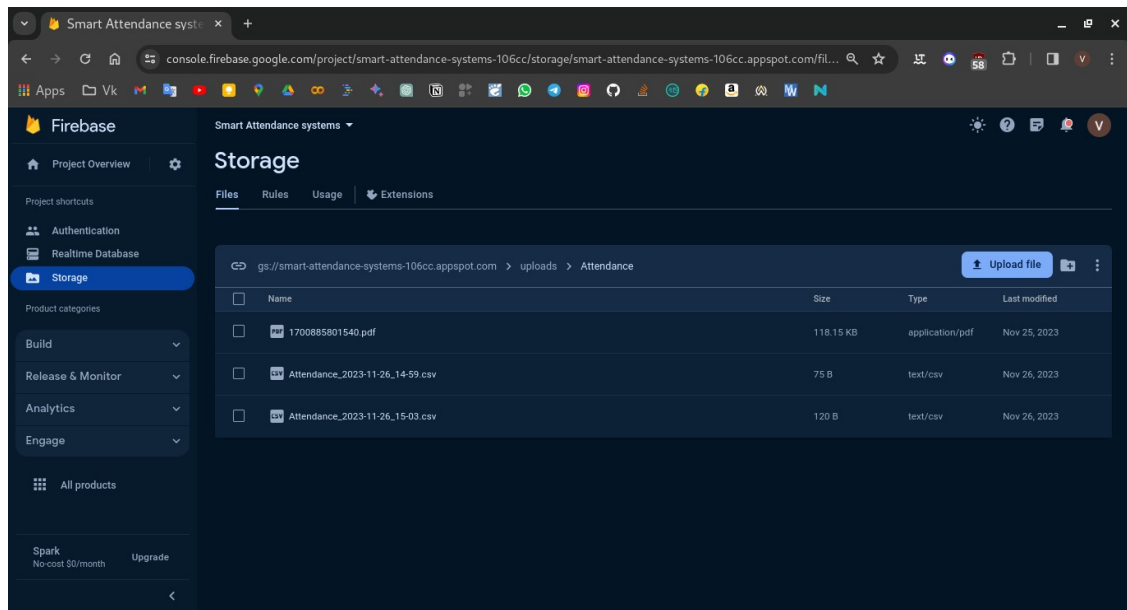 Smart Attendance syste
console.firebase.google.com/project/smart-attendance-systems-106cc/storage/smart-attendance-systems-106cc.appspot.com/fil...
58
V
Apps
Vk
Firebase
Smart Attendance systems
V
Project Overview
Storage
Project shortcuts
Files Rules Usage Extensions
Authentication
Realtime Database
Storage
gs://smart-attendance-systems-106cc.appspot.com > uploads > Attendance
Upload file
Product categories
Name Size Type Last modified
Build
PDF 1700885801540.pdf 118.15 KB application/pdf Nov 25, 2023
Release & Monitor
CSV Attendance_2023-11-26_14-59.csv 75 B text/csv Nov 26, 2023
Analytics
CSV Attendance_2023-11-26_15-03.csv 120 B text/csv Nov 26, 2023
Engage
All products
Spark
No-cost $0/month
Upgrade